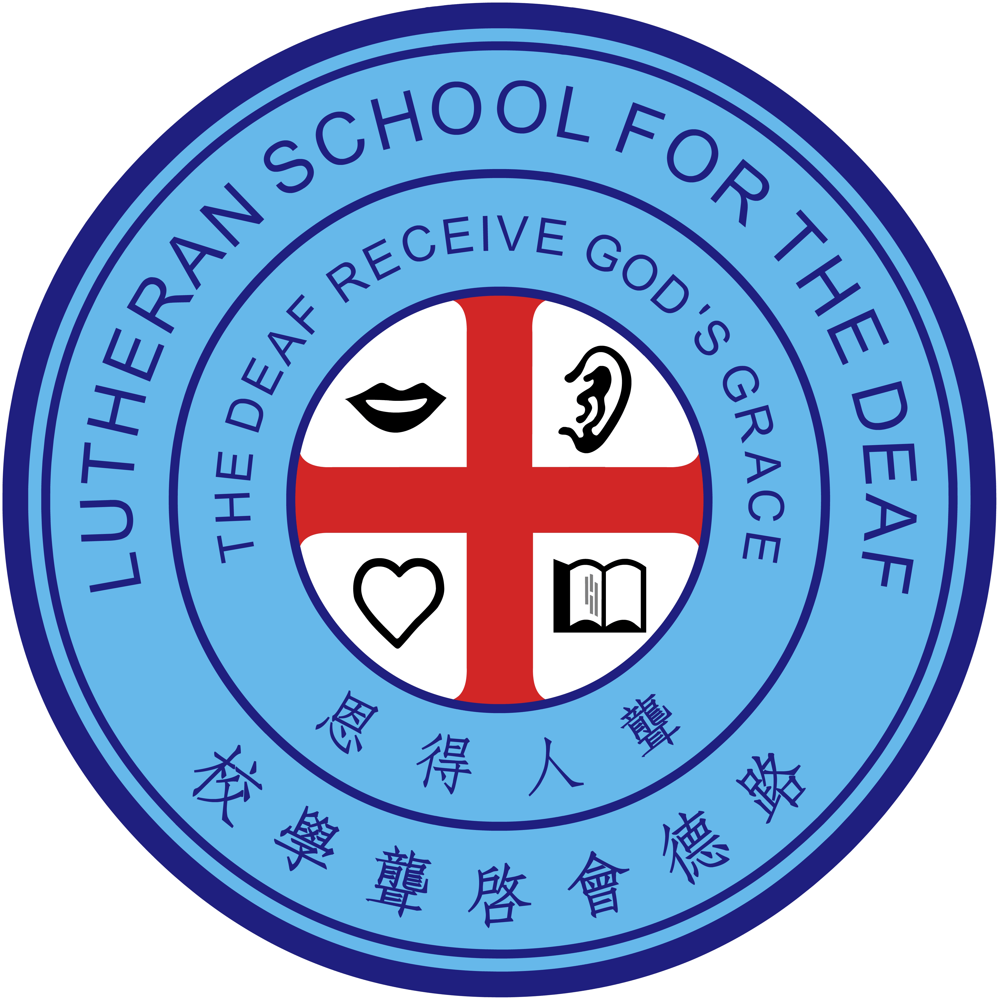 LUTHERAN SCHOOL FOR THE DEAF
THE DEAF RECEIVE GOD'S GRACE
聾人得恩
路德會啓聾學校